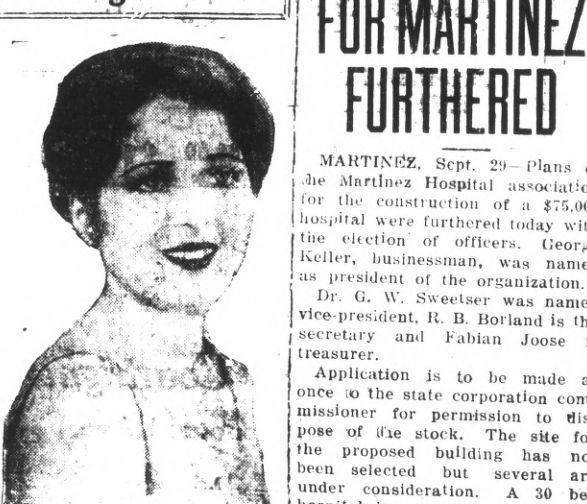 FOR MARTINEZ
FURTHERED
MARTINEZ, Sept. 29—Plans
the Martinez Hospital
for the construction of a
hospital were furthered today
the election of officers.
Keller, businessman, was
as president of the organization.
Dr. G. W. Sweetser was
vice-president, R. B. Borland is
secretary and Fabian Joose
treasurer.
Application is to be made
once to the state corporation
missioner for permission to
pose of the stock. The site
the proposed building has
been selected but several
under consideration. A 30